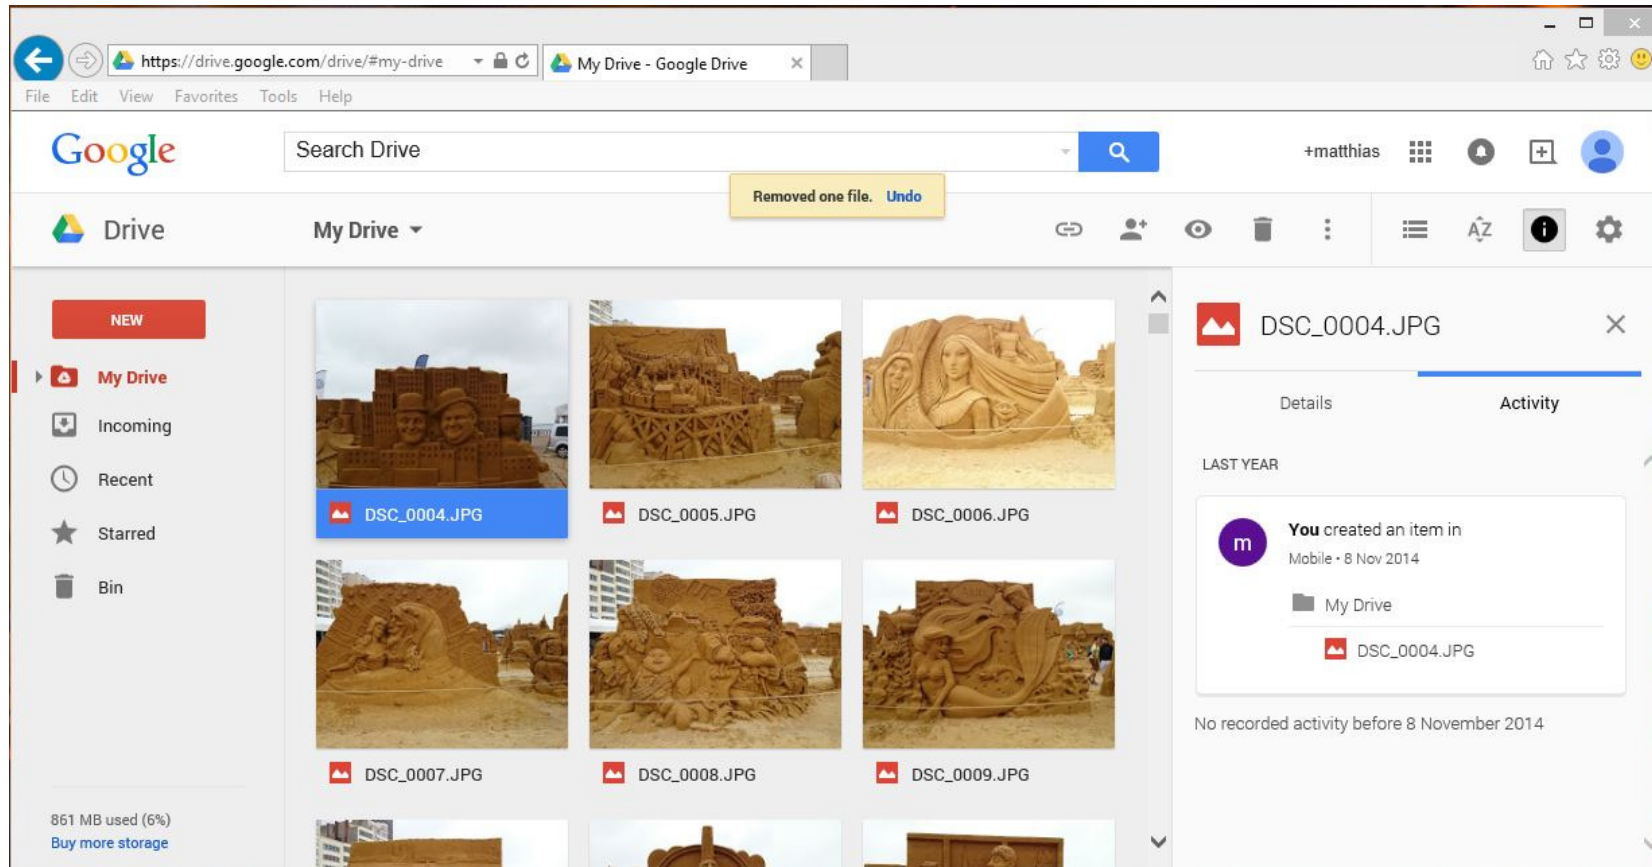 https://drive.google.com/drive/#my-drive
My Drive - Google Drive
File Edit View Favorites Tools Help
Google
Search Drive
+matthias
Removed one file. Undo
Drive
My Drive
AZ
NEW
My Drive
Incoming
Recent
Starred
Bin
861 MB used (6%)
Buy more storage
DSC_0004.JPG
DSC_0005.JPG
DSC_0006.JPG
DSC_0007.JPG
DSC_0008.JPG
DSC_0009.JPG
DSC_0004.JPG
Details
Activity
LAST YEAR
m
You created an item in
Mobile • 8 Nov 2014
My Drive
DSC_0004.JPG
No recorded activity before 8 November 2014